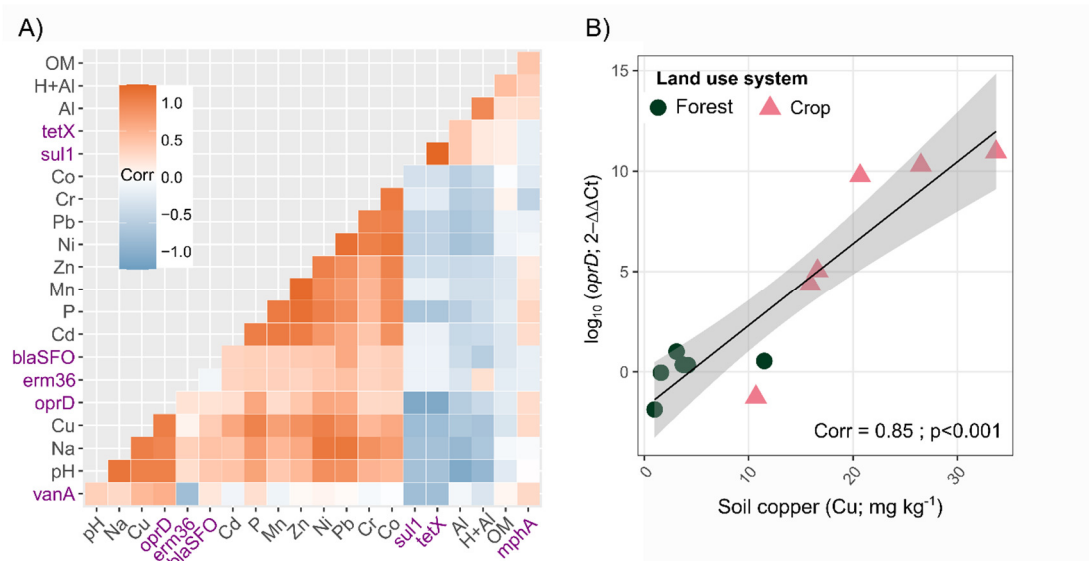 A)
OM
H+Al
Al
tetX
sul1
Co
Cr
Pb
Ni
Zn
Mn
P
Cd
blaSFO
erm36
oprD
Cu
Na
pH
vanA
Corr
1.0
0.5
0.0
−0.5
−1.0
pH Na Cu oprD erm36 blaSFO Cd P Mn Zn Ni Pb Cr Co sul1 tetX Al H+Al OM mphA
B)
Land use system
Forest Crop
log10 (oprD; 2−ΔΔCt)
15
10
5
0
Corr = 0.85 ; p<0.001
0 10 20 30
Soil copper (Cu; mg kg-1)